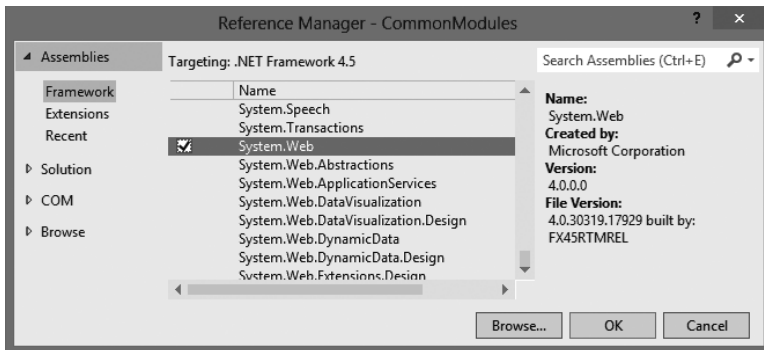 Reference Manager - CommonModules
? ×
Assemblies
Framework
Extensions
Recent
Solution
COM
Browse
Targeting: .NET Framework 4.5
Name
System.Speech
System.Transactions
System.Web
System.Web.Abstractions
System.Web.ApplicationServices
System.Web.DataVisualization
System.Web.DataVisualization.Design
System.Web.DynamicData
System.Web.DynamicData.Design
System.Web.Extensions.Design
Search Assemblies (Ctrl+E)
Name:
System.Web
Created by:
Microsoft Corporation
Version:
4.0.0.0
File Version:
4.0.30319.17929 built by:
FX45RTMREL
Browse...
OK
Cancel